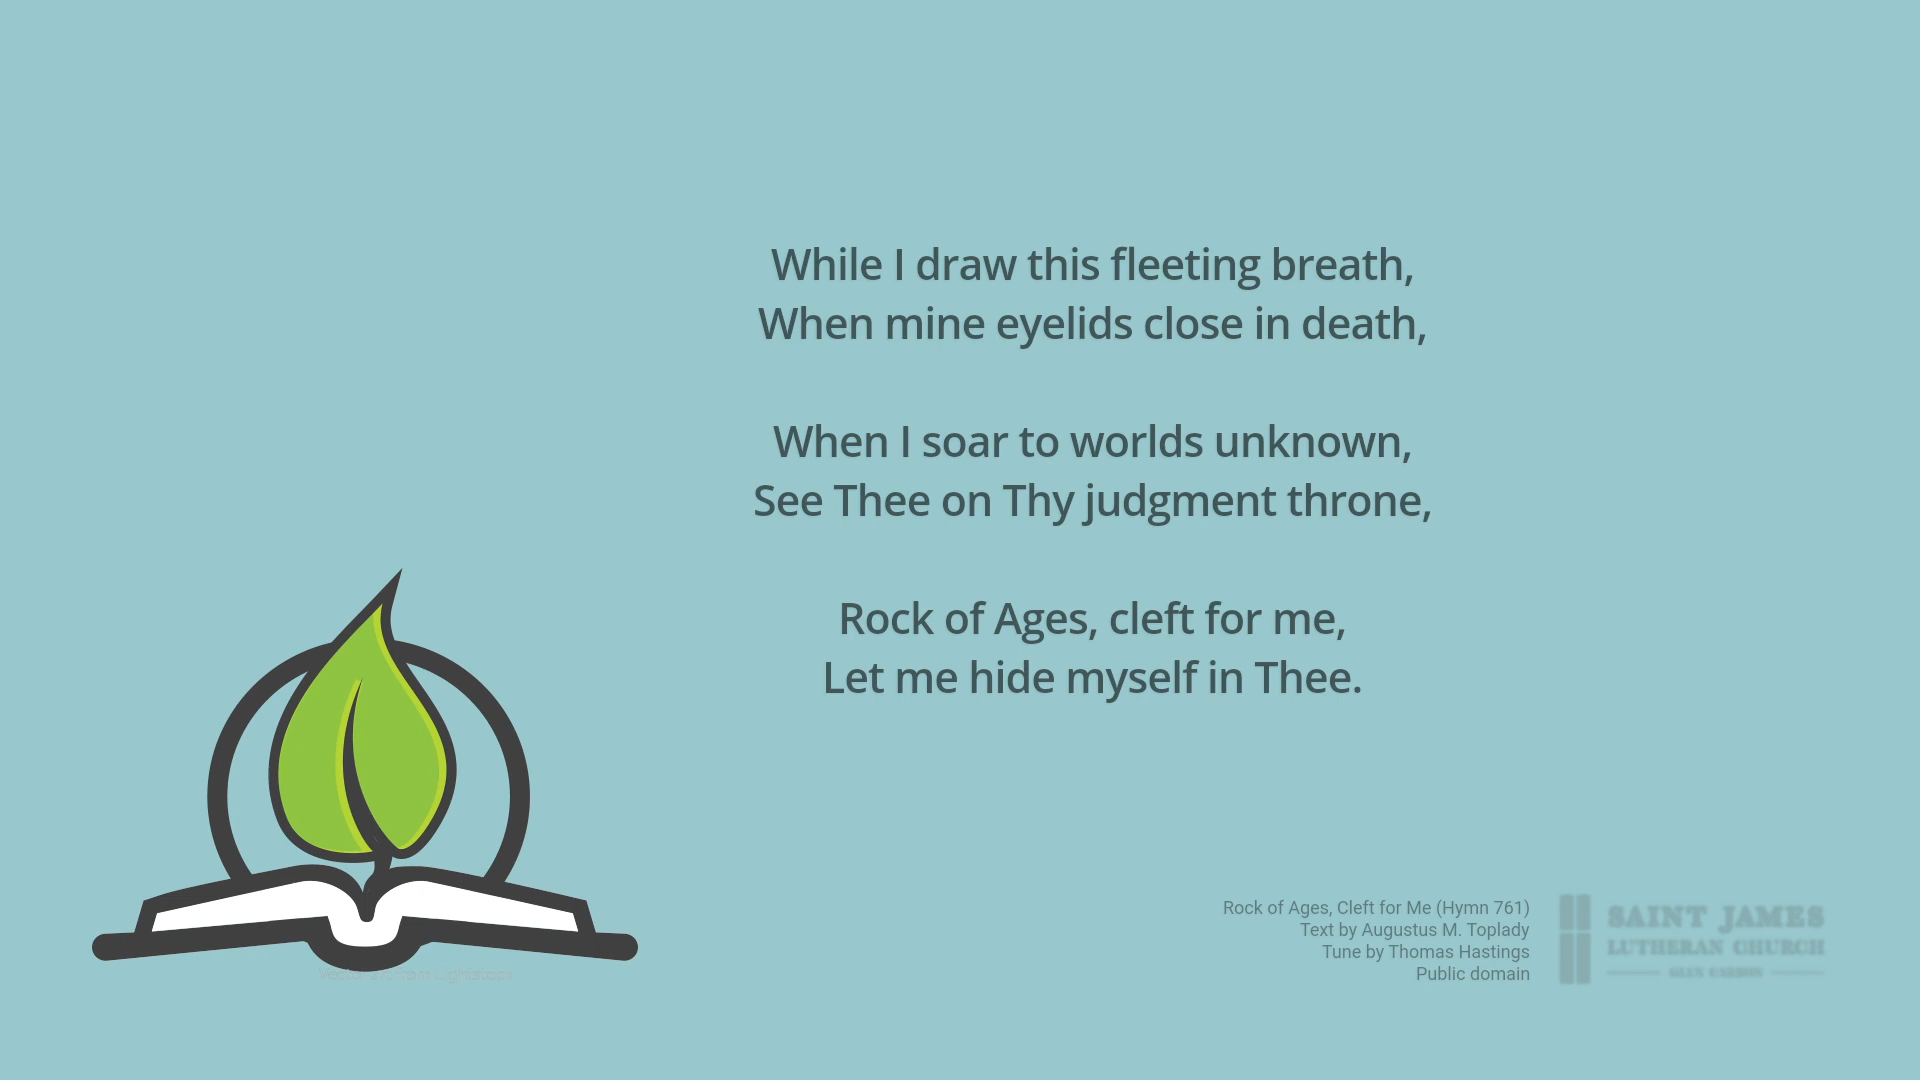 While I draw this fleeting breath,
When mine eyelids close in death,
When I soar to worlds unknown,
See Thee on Thy judgment throne,
Rock of Ages, cleft for me,
Let me hide myself in Thee.
Rock of Ages, Cleft for Me (Hymn 761)
Text by Augustus M. Toplady
Tune by Thomas Hastings
Public domain
SAINT JAMES
LUTHERAN CHURCH
GLEN CARBON